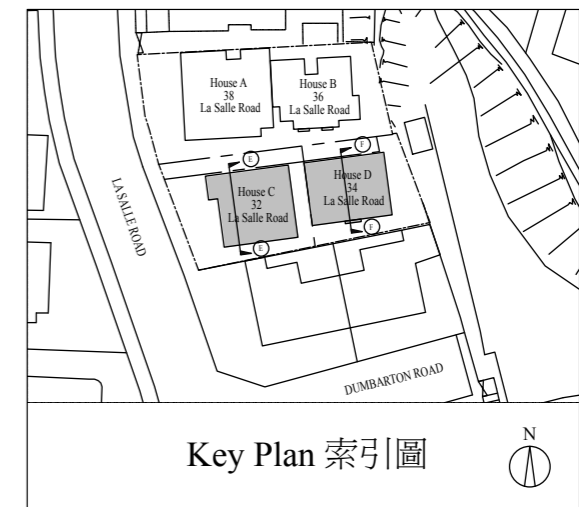 House A
38
La Salle Road
House B
36
La Salle Road
E
F
House C
32
La Salle Road
House D
34
La Salle Road
E
F
LA SALLE ROAD
DUMBARTON ROAD
Key Plan 索引圖
N